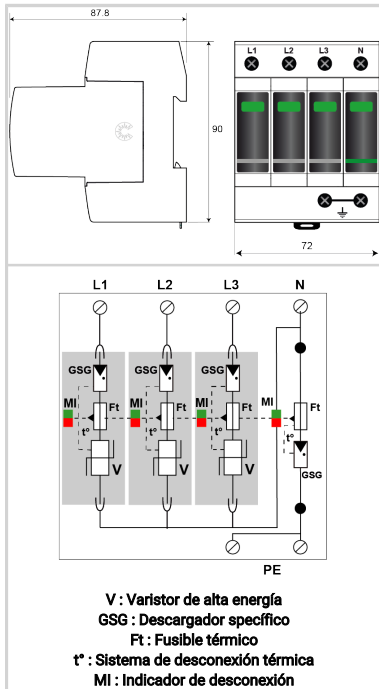 87.8
L1 L2 L3 N
90
72
L1 L2 L3 N
GSG GSG GSG
MI Ft MI Ft MI Ft MI Ft
t° t° t° t°
V V V GSG
PE
V : Varistor de alta energía
GSG : Descargador específico
Ft : Fusible térmico
t° : Sistema de desconexión térmica
MI : Indicador de desconexión